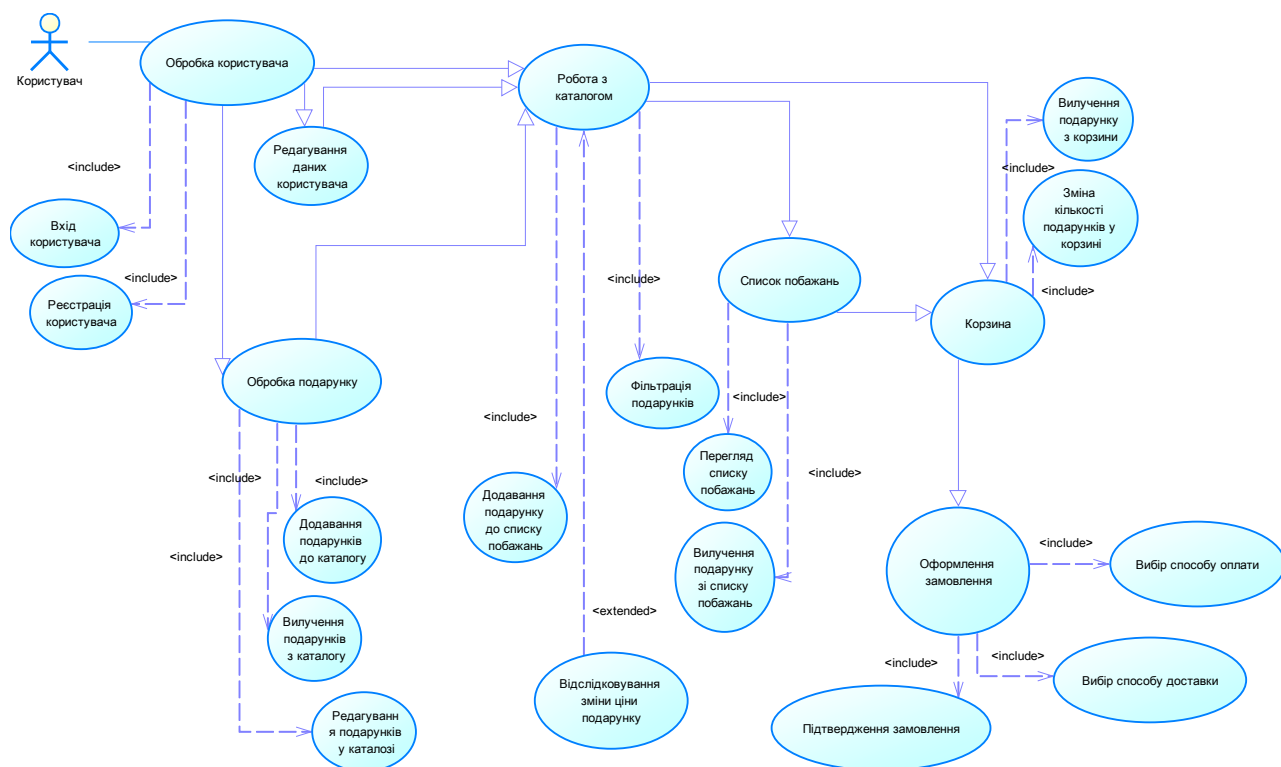 Користувач
Обробка користувача
Робота з
каталогом
Вилучення
подарунку
з корзини
Редагування
даних
користувача
<include>
<include>
Зміна
кількості
подарунків у
корзині
Вхід
користувача
<include>
<include>
Список побажань
<include>
Реєстрація
користувача
Корзина
Обробка подарунку
Фільтрація
подарунків
<include>
<include>
Перегляд
списку
побажань
<include>
<include>
<include>
Додавання
подарунку
до списку
побажань
Додавання
подарунків
до каталогу
<include>
Вилучення
подарунку
зі списку
побажань
<include>
Оформлення
замовлення
Вибір способу оплати
<extended>
Вилучення
подарунків
з каталогу
<include>
<include>
Вибір способу доставки
Відслідковування
зміни ціни
подарунку
Підтвердження замовлення
Редагуванн
я подарунків
у каталозі